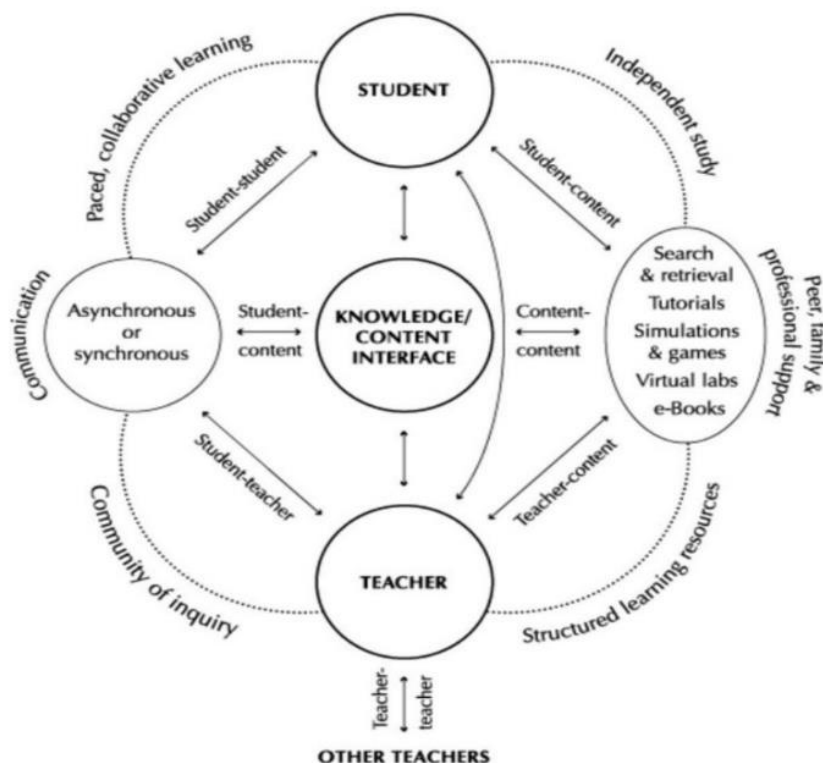 Paced, collaborative learning
STUDENT
Independent study
Student-student
Student-content
Communication
Asynchronous
or
synchronous
Student-
content
KNOWLEDGE/
CONTENT
INTERFACE
Content-
content
Search
& retrieval
Tutorials
Simulations
& games
Virtual labs
e-Books
Peer, family &
professional support
Student-teacher
Teacher-content
Community of inquiry
TEACHER
Structured learning resources
Teacher-
teacher
OTHER TEACHERS